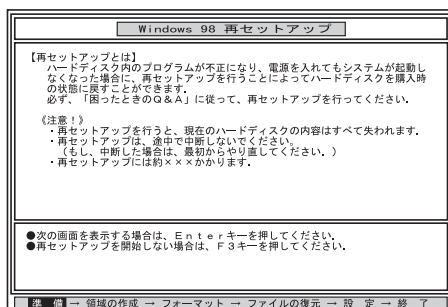 Windows 98 再セットアップ
【再セットアップとは】
ハードディスク内のプログラムが不正になり、電源を入れてもシステムが起動し
なくなった場合に、再セットアップを行うことによってハードディスクを購入時
の状態に戻すことができます．
必ず、「困ったときのＱ＆Ａ」に従って、再セットアップを行ってください．
《注意！》
・再セットアップを行うと、現在のハードディスクの内容はすべて失われます．
・再セットアップは、途中で中断しないでください。
（もし、中断した場合は、最初からやり直してください．）
・再セットアップには約×××かかります．
●次の画面を表示する場合は、Ｅｎｔｅｒキーを押してください．
●再セットアップを開始しない場合は、Ｆ３キーを押してください．
準　備 → 領域の作成 → フォーマット → ファイルの復元 → 設　定 → 終　了